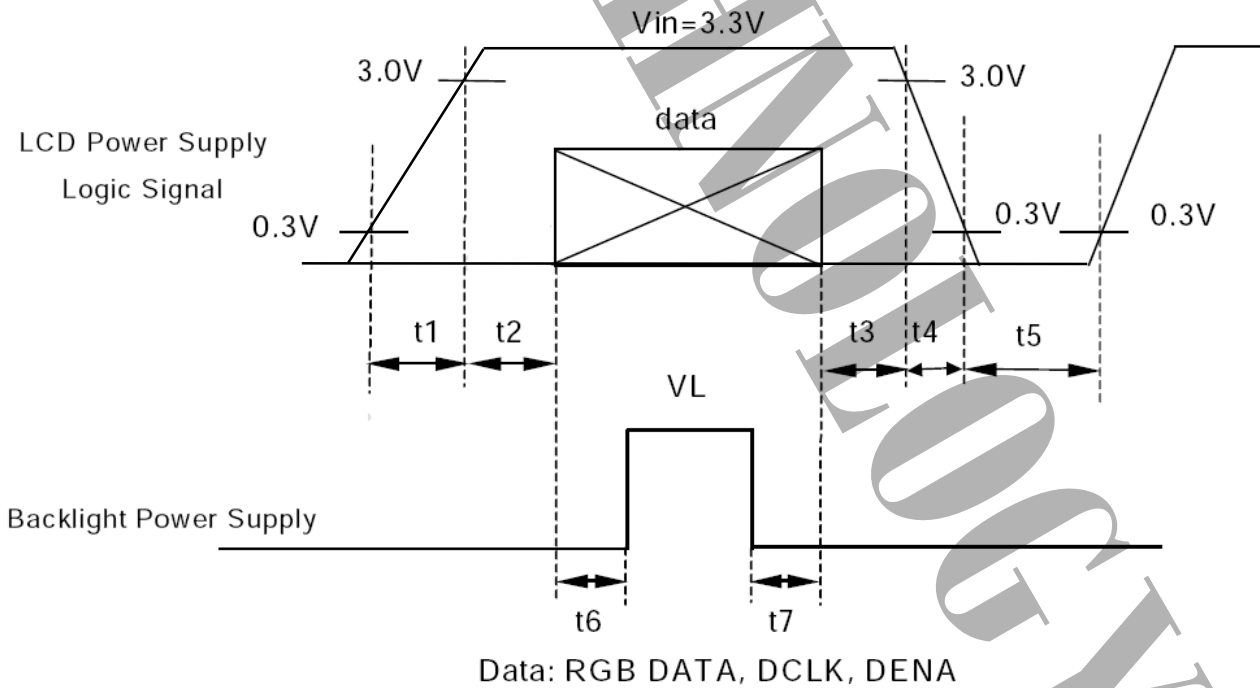 Vin=3.3V
3.0V
3.0V
data
LCD Power Supply
Logic Signal
0.3V
0.3V
0.3V
t1
t2
t3
t4
t5
VL
Backlight Power Supply
t6
t7
Data: RGB DATA, DCLK, DENA
HNOLOGY